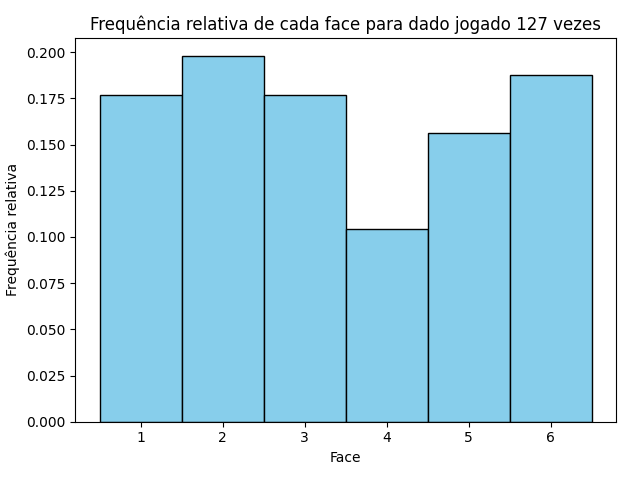 Frequência relativa de cada face para dado jogado 127 vezes
Frequência relativa
0.200
0.175
0.150
0.125
0.100
0.075
0.050
0.025
0.000
1 2 3 4 5 6
Face